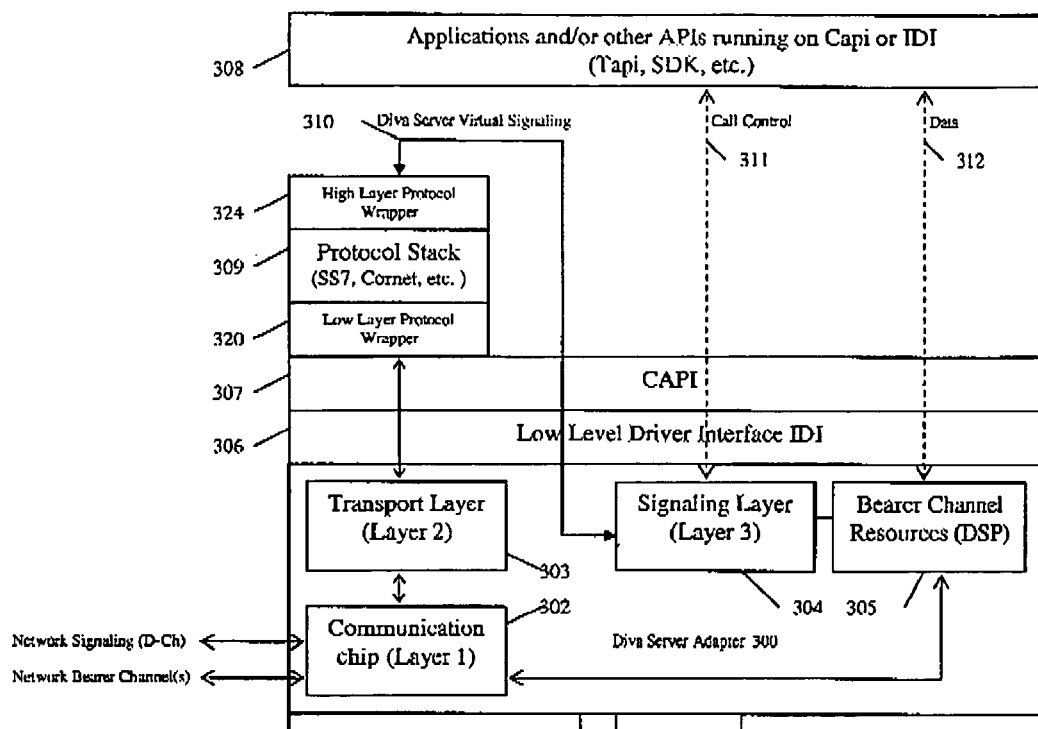 Applications and/or other APIs running on Capi or IDI
(Tapi, SDK, etc.)
308
310
Diva Server Virtual Signaling
Call Control
311
Data
312
High Layer Protocol
Wrapper
324
Protocol Stack
(SS7, Cornet, etc. )
309
Low Layer Protocol
Wrapper
320
CAPI
307
Low Level Driver Interface IDI
306
Transport Layer
(Layer 2)
303
Signaling Layer
(Layer 3)
304
Bearer Channel
Resources (DSP)
305
302
Communication
chip (Layer 1)
Network Signaling (D-Ch)
Network Bearer Channel(s)
Diva Server Adapter 300